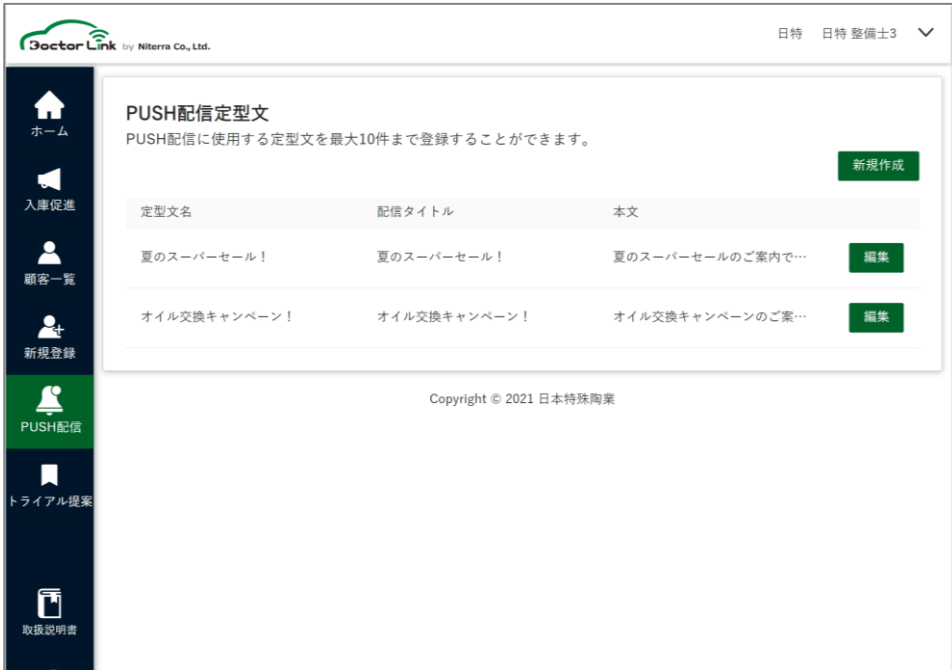 Doctor Link by Niterra Co., Ltd.
日特 日特 整備士3
ホーム
入庫促進
顧客一覧
新規登録
PUSH配信
トライアル提案
取扱説明書
PUSH配信定型文
PUSH配信に使用する定型文を最大10件まで登録することができます。
新規作成
定型文名 配信タイトル 本文
夏のスーパーセール！ 夏のスーパーセール！ 夏のスーパーセールのご案内で… 編集
オイル交換キャンペーン！ オイル交換キャンペーン！ オイル交換キャンペーンのご案… 編集
Copyright © 2021 日本特殊陶業